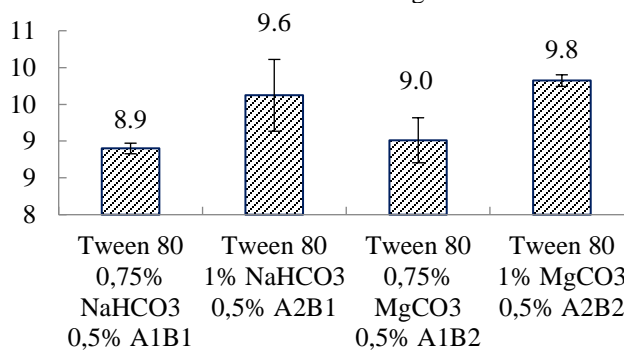 11
10
10
9
9
8
8.9
9.6
9.0
9.8
Tween 80
0,75%
NaHCO3
0,5% A1B1
Tween 80
1% NaHCO3
0,5% A2B1
Tween 80
0,75%
MgCO3
0,5% A1B2
Tween 80
1% MgCO3
0,5% A2B2